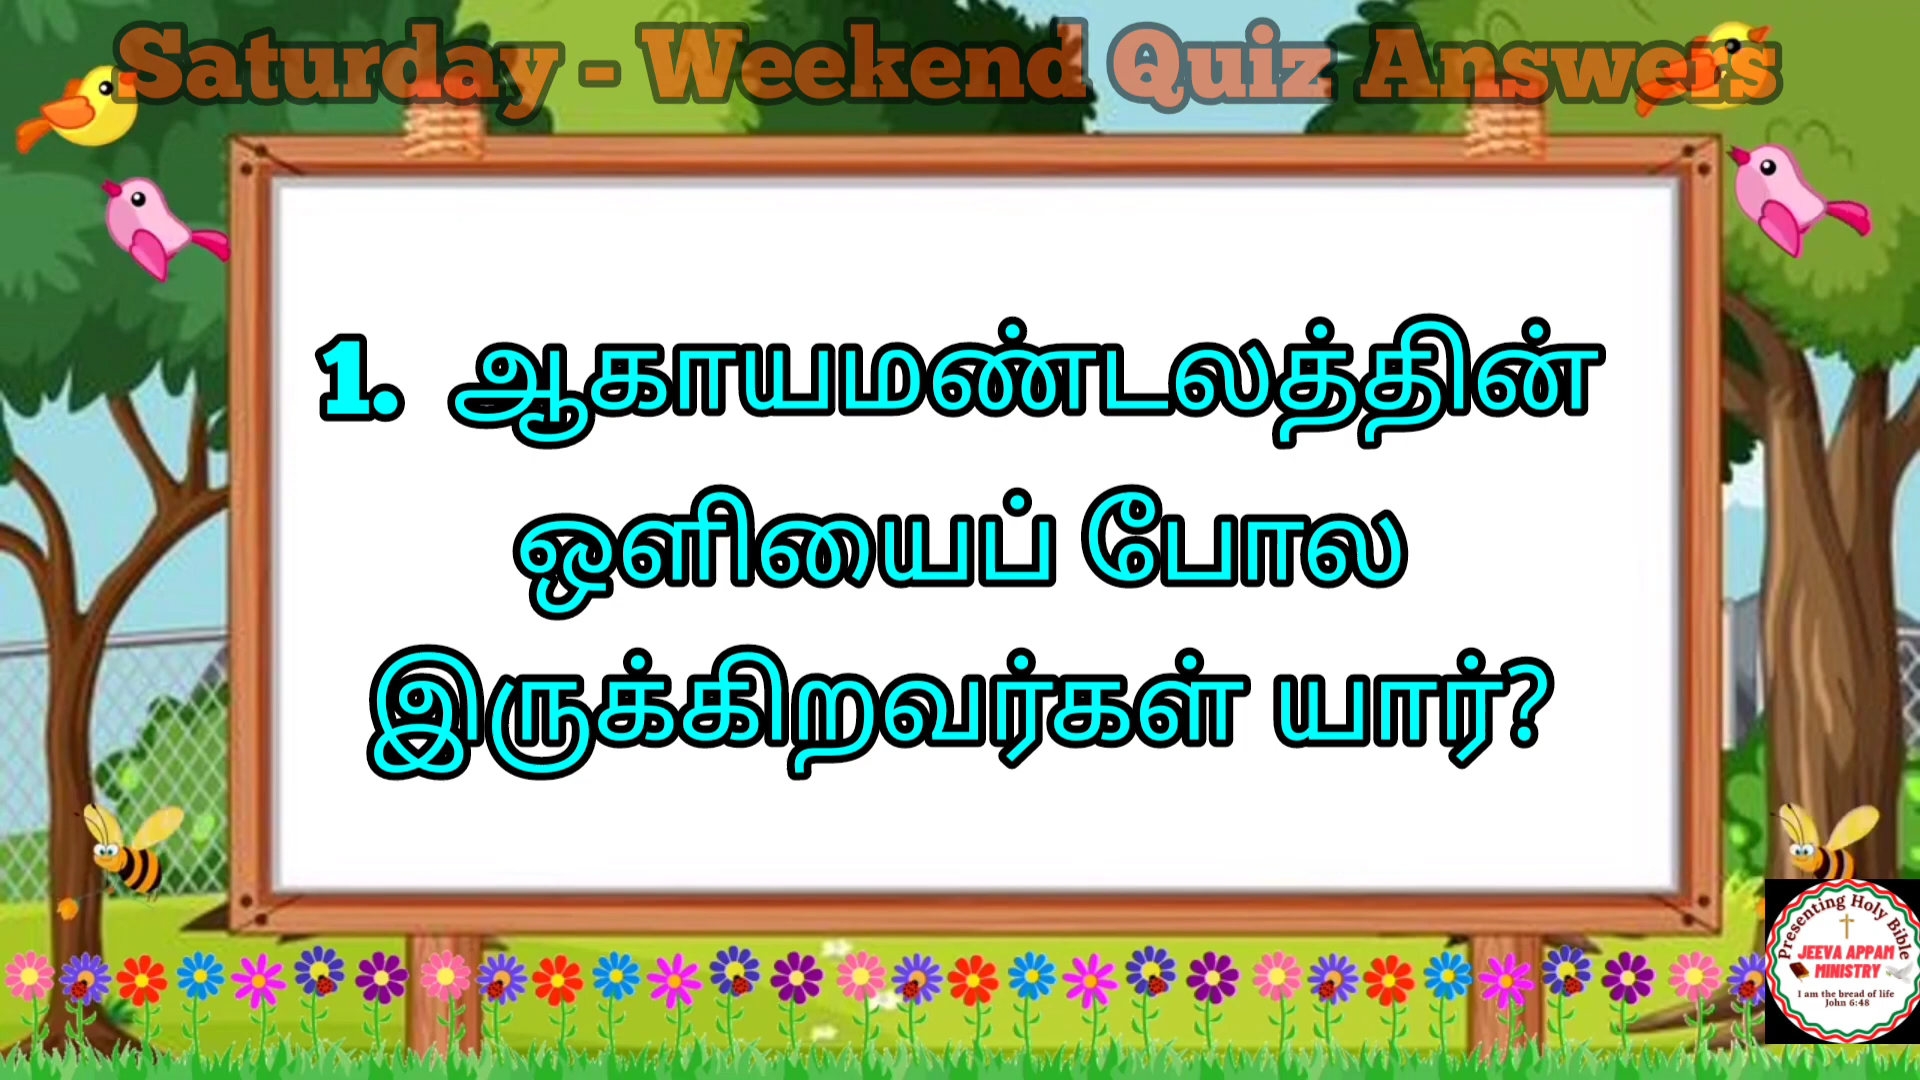 Saturday - Weekend Quiz Answers
1. ஆகாயமண்டலத்தின்
ஒளியைப் போல
இருக்கிறவர்கள் யார்?
Presenting Holy Bible
JEEVA APPAM
MINISTRY
I am the bread of life
John 6:48